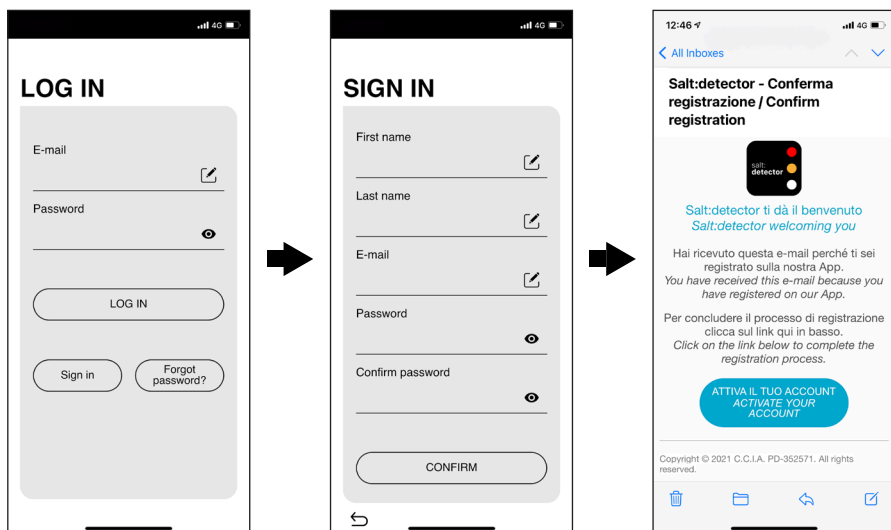 4G
LOG IN
E-mail
Password
LOG IN
Sign in
Forgot
password?
4G
SIGN IN
First name
Last name
E-mail
Password
Confirm password
CONFIRM
12:46
4G
All Inboxes
Salt:detector - Conferma
registrazione / Confirm
registration
salt:
detector
Salt:detector ti dà il benvenuto
Salt:detector welcoming you
Hai ricevuto questa e-mail perché ti sei
registrato sulla nostra App.
You have received this e-mail because you
have registered on our App.
Per concludere il processo di registrazione
clicca sul link qui in basso.
Click on the link below to complete the
registration process.
ATTIVA IL TUO ACCOUNT
ACTIVATE YOUR
ACCOUNT
Copyright © 2021 C.C.I.A. PD-352571. All rights
reserved.